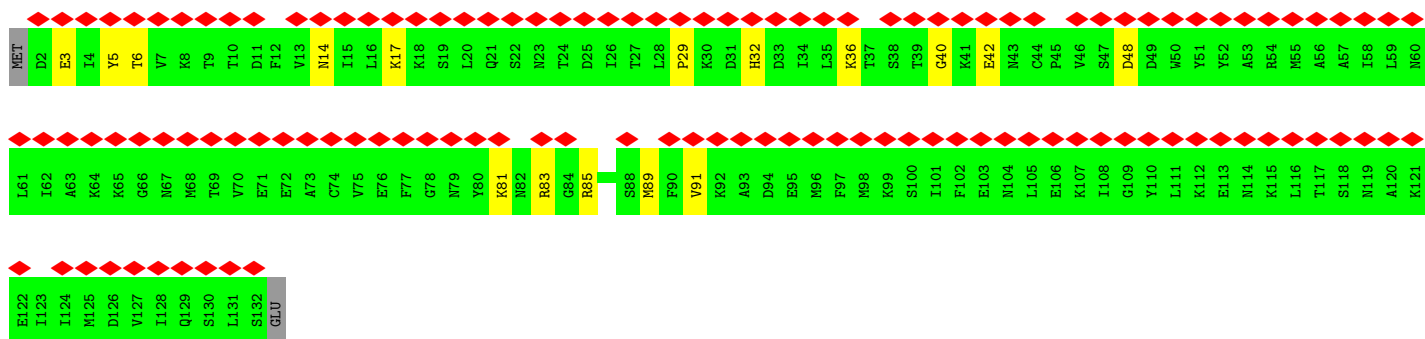 MET D2 E3 I4 Y5 T6 V7 K8 T9 T10 D11 F12 V13 N14 I15 L16 K17 K18 S19 L20 Q21 S22 N23 T24 D25 I26 T27 L28 P29 K30 D31 H32 D33 I34 L35 K36 T37 S38 T39 G40 K41 E42 N43 C44 P45 V46 S47 D48 D49 W50 Y51 Y52 A53 R54 M55 A56 A57 I58 L59 N60
L61 I62 A63 K64 K65 G66 N67 M68 T69 V70 E71 E72 A73 C74 V75 E76 F77 G78 N79 Y80 K81 N82 R83 G84 R85 S88 M89 F90 V91 K92 A93 D94 E95 M96 F97 M98 K99 S100 I101 F102 E103 N104 L105 E106 K107 I108 G109 Y110 L111 K112 E113 N114 K115 L116 T117 S118 N119 A120 K121
E122 I123 I124 M125 D126 V127 I128 Q129 S130 L131 S132 GLU